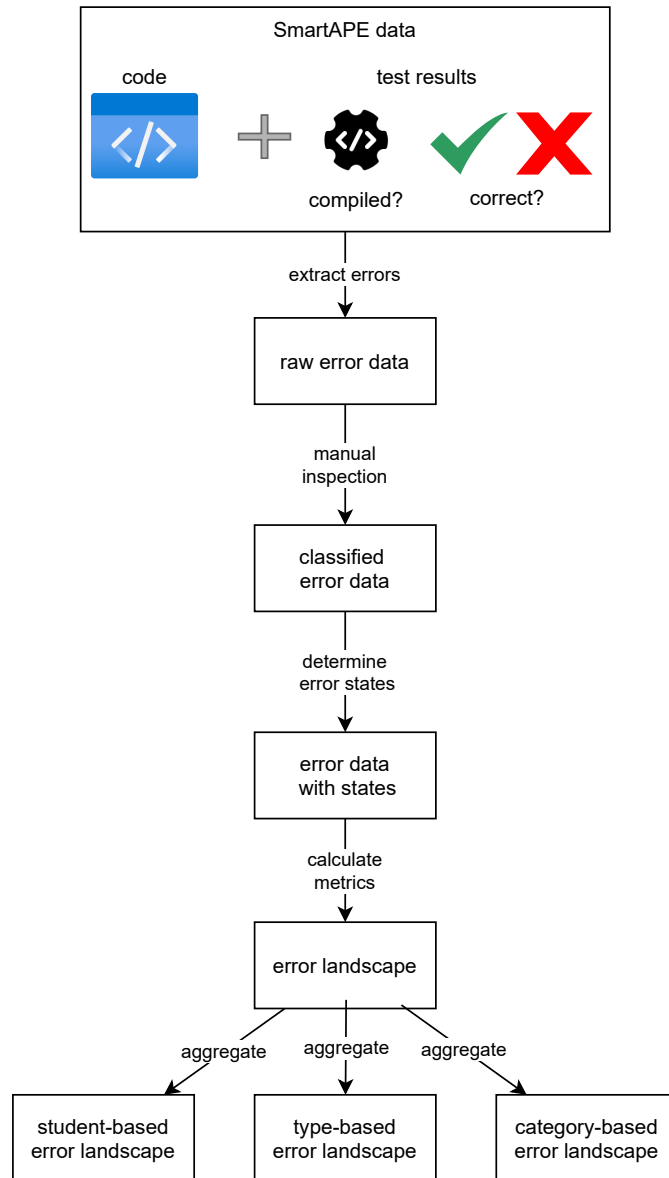 SmartAPE data
code
test results
</>
</>
compiled?
correct?
extract errors
raw error data
manual
inspection
classified
error data
determine
error states
error data
with states
calculate
metrics
error landscape
aggregate
aggregate
aggregate
student-based
error landscape
type-based
error landscape
category-based
error landscape